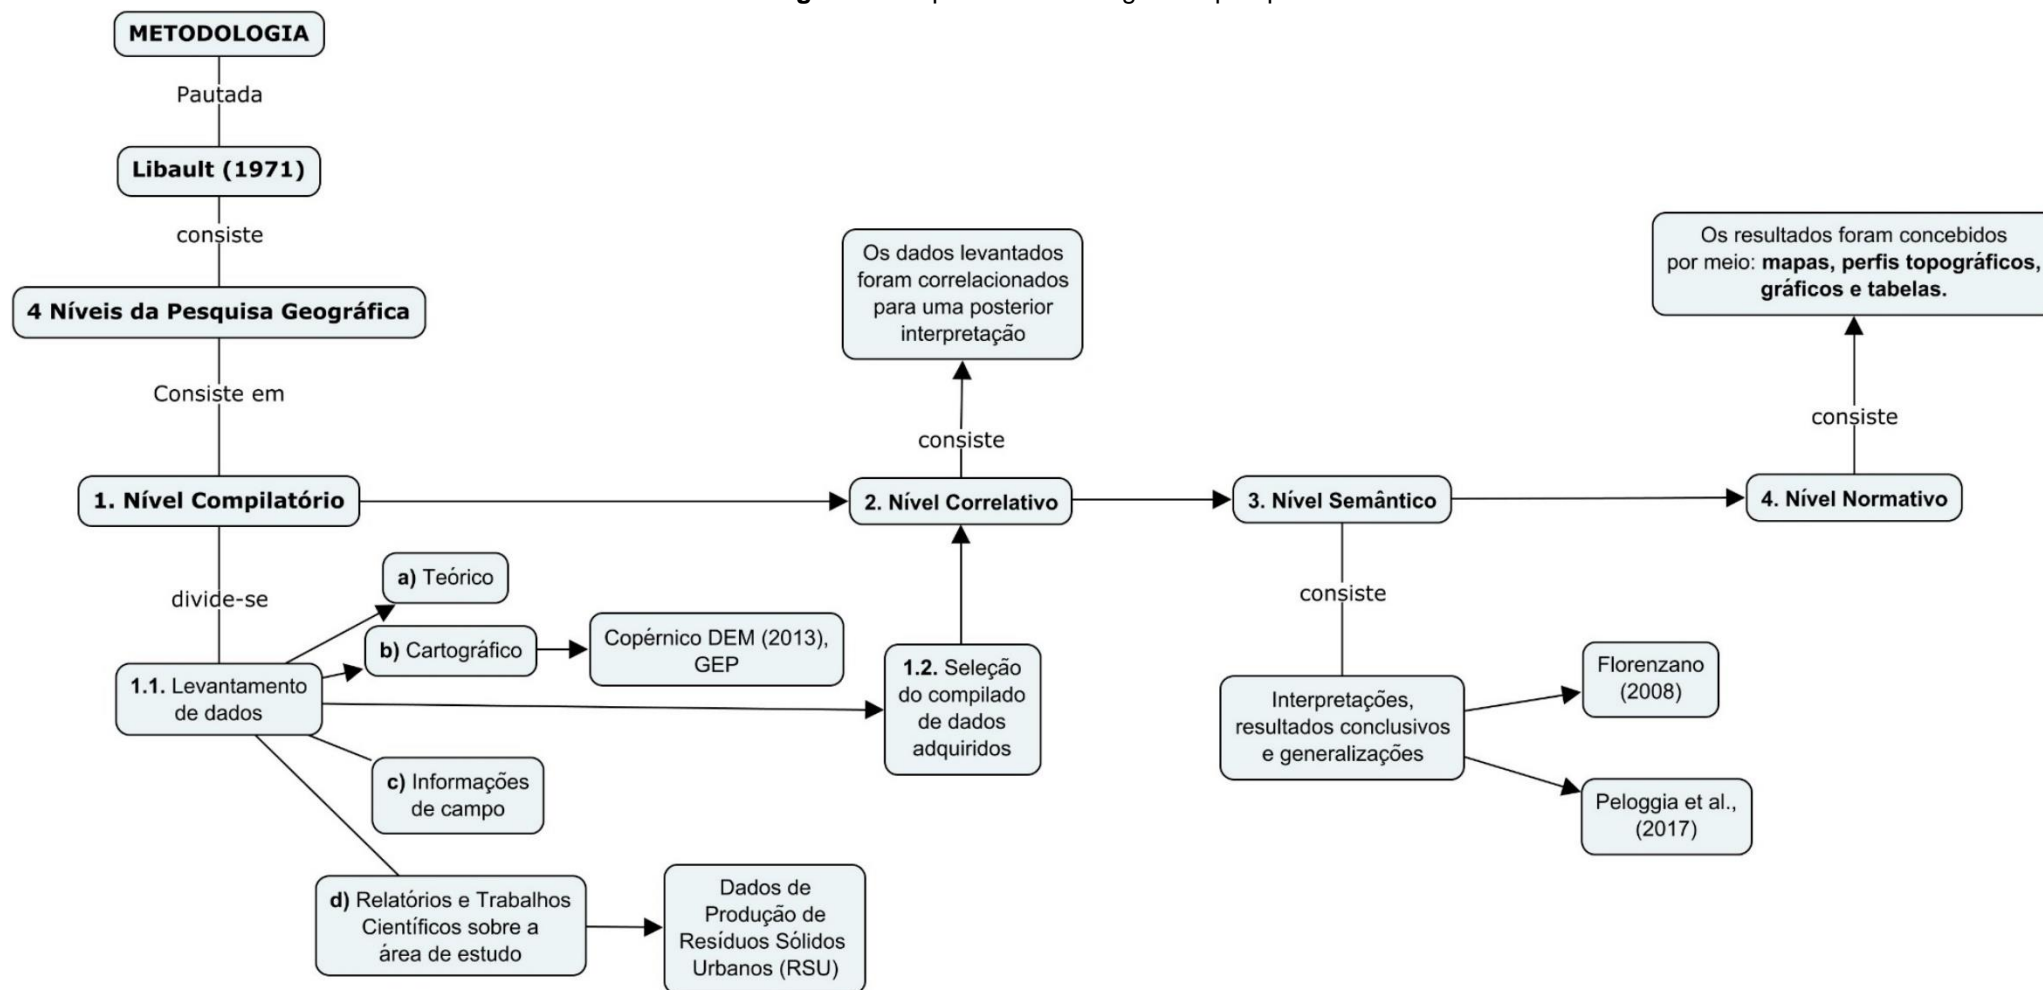 METODOLOGIA
Pautada
Libault (1971)
consiste
4 Níveis da Pesquisa Geográfica
Consiste em
1. Nível Compilatório
divide-se
1.1. Levantamento
de dados
a) Teórico
b) Cartográfico
Copérnico DEM (2013),
GEP
c) Informações
de campo
d) Relatórios e Trabalhos
Científicos sobre a
área de estudo
Dados de
Produção de
Resíduos Sólidos
Urbanos (RSU)
1.2. Seleção
do compilado
de dados
adquiridos
2. Nível Correlativo
consiste
Os dados levantados
foram correlacionados
para uma posterior
interpretação
3. Nível Semântico
consiste
Interpretações,
resultados conclusivos
e generalizações
Florenzano
(2008)
Peloggia et al.,
(2017)
4. Nível Normativo
consiste
Os resultados foram concebidos
por meio: mapas, perfis topográficos,
gráficos e tabelas.